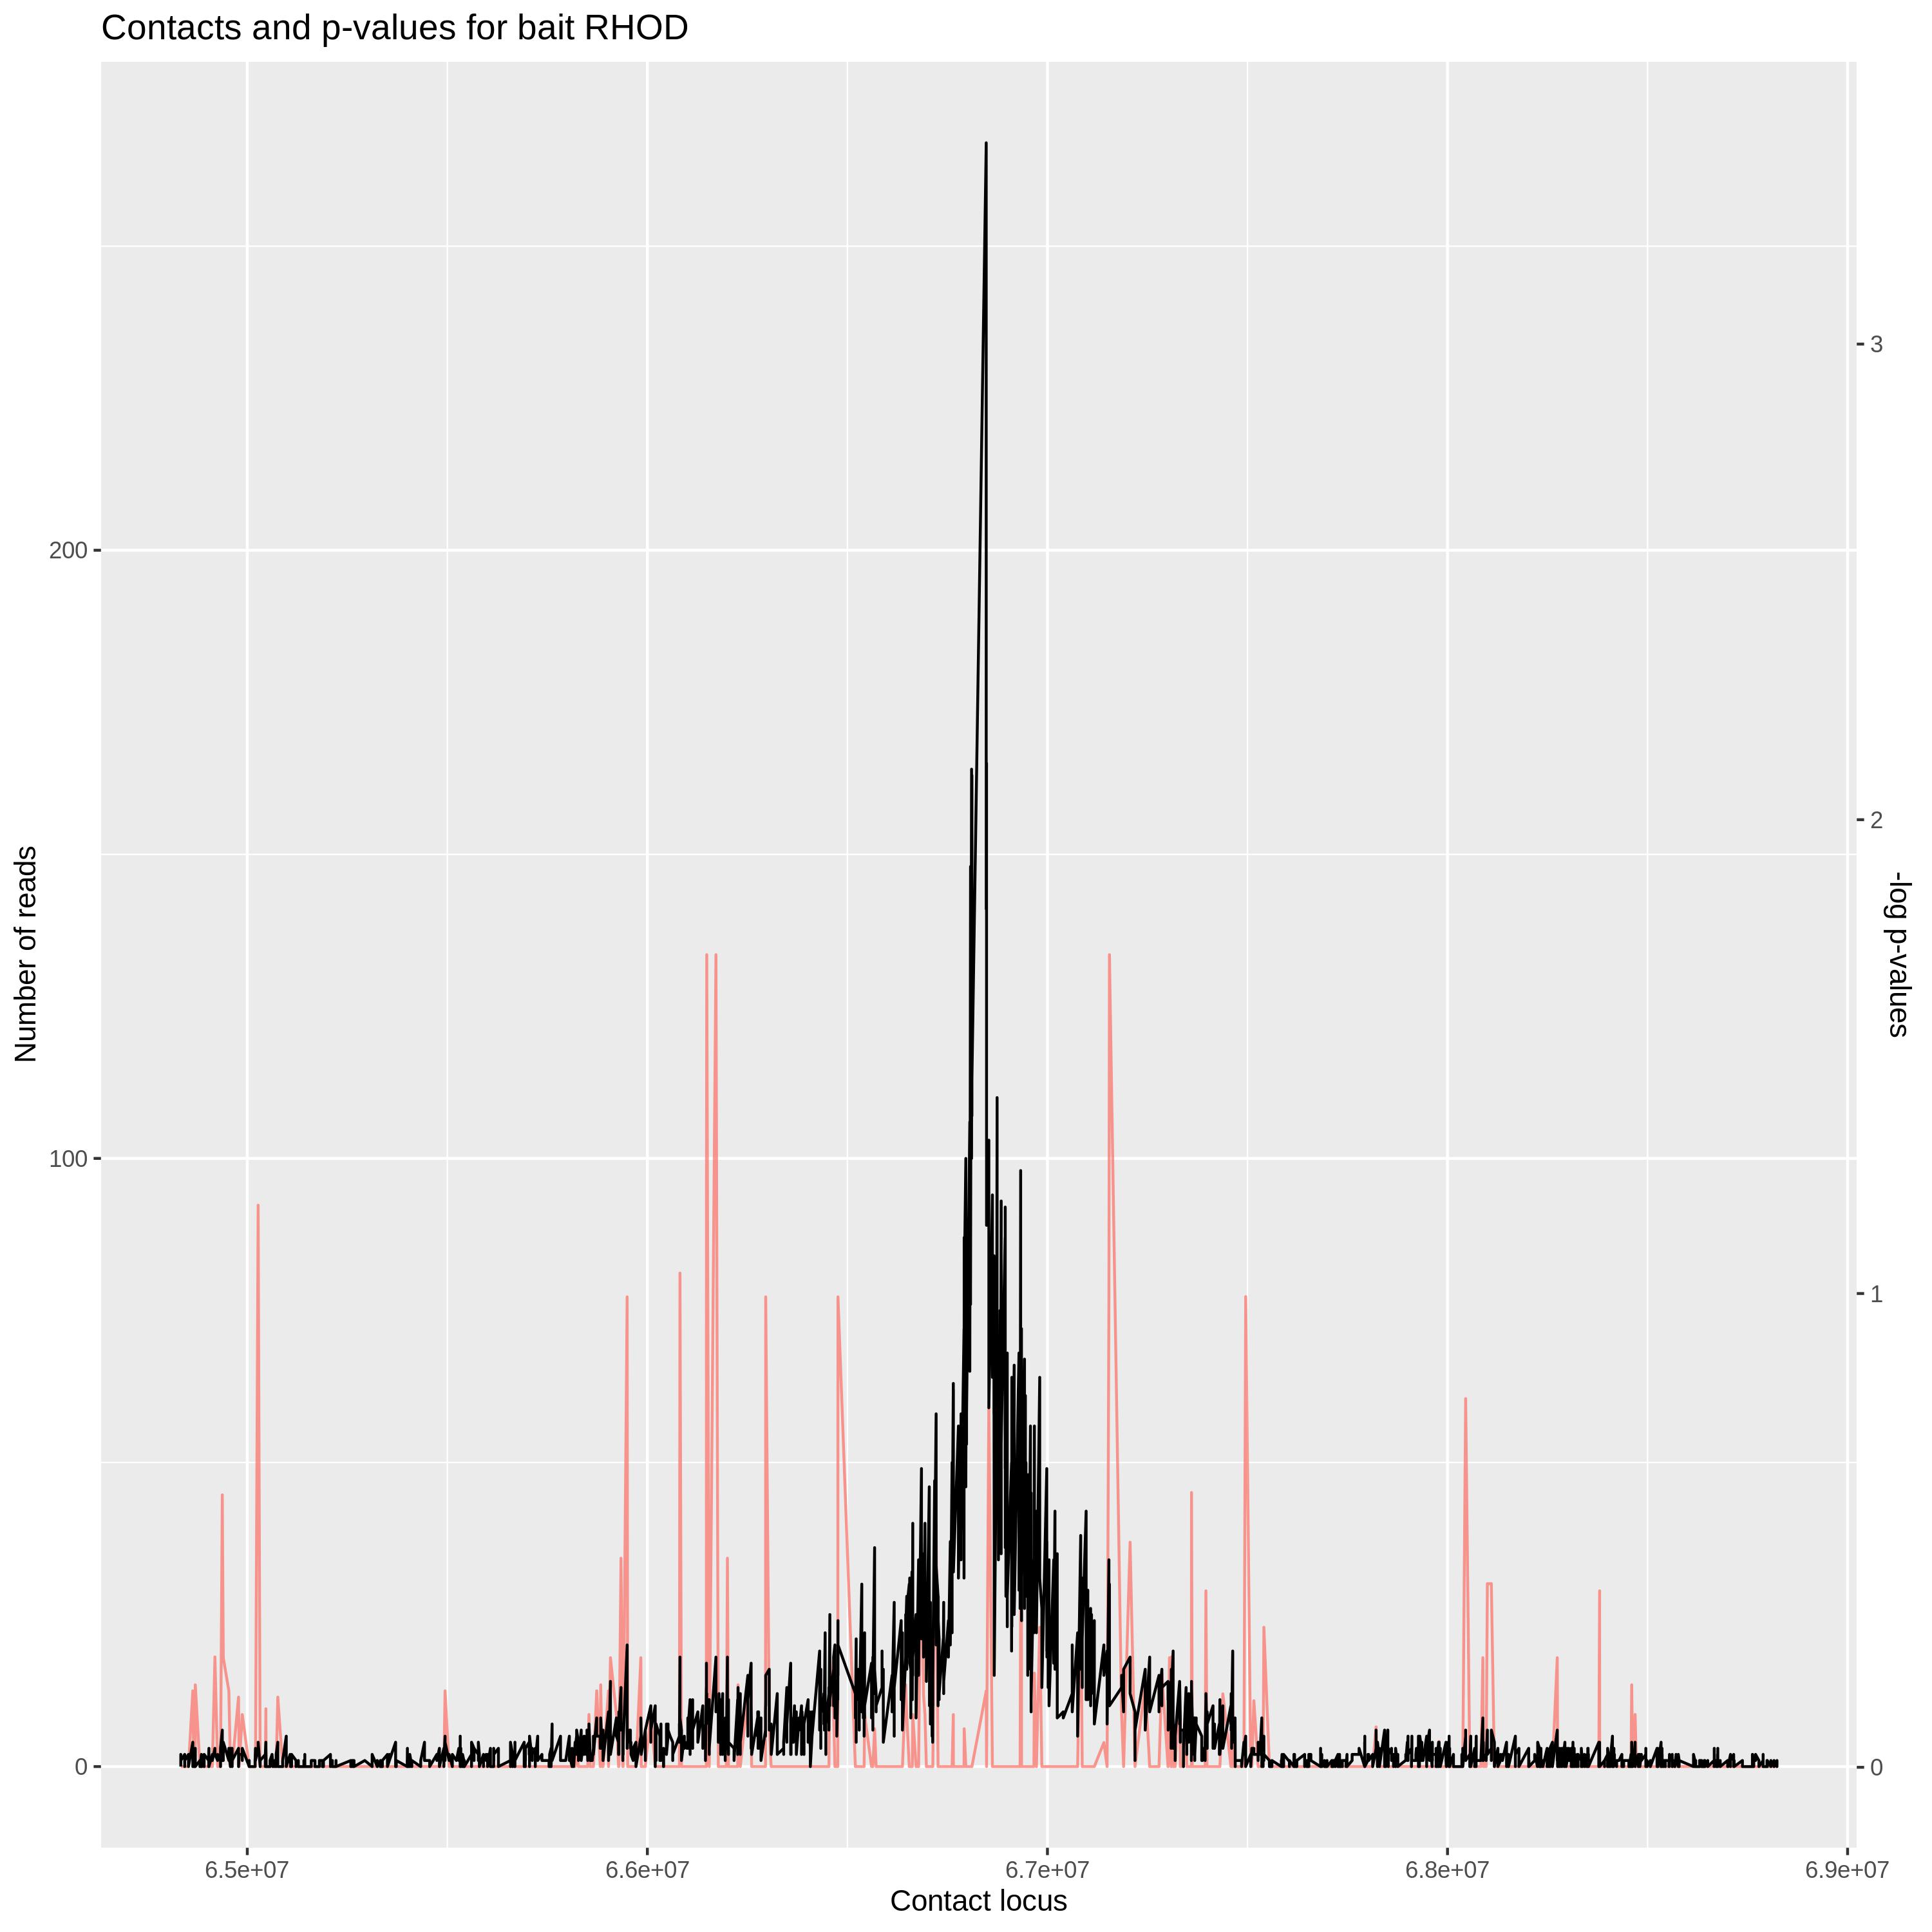 Contacts and p-values for bait RHOD
Number of reads
200
100
0
3
2
1
0
-log p-values
6.5e+07
6.6e+07
6.7e+07
6.8e+07
6.9e+07
Contact locus